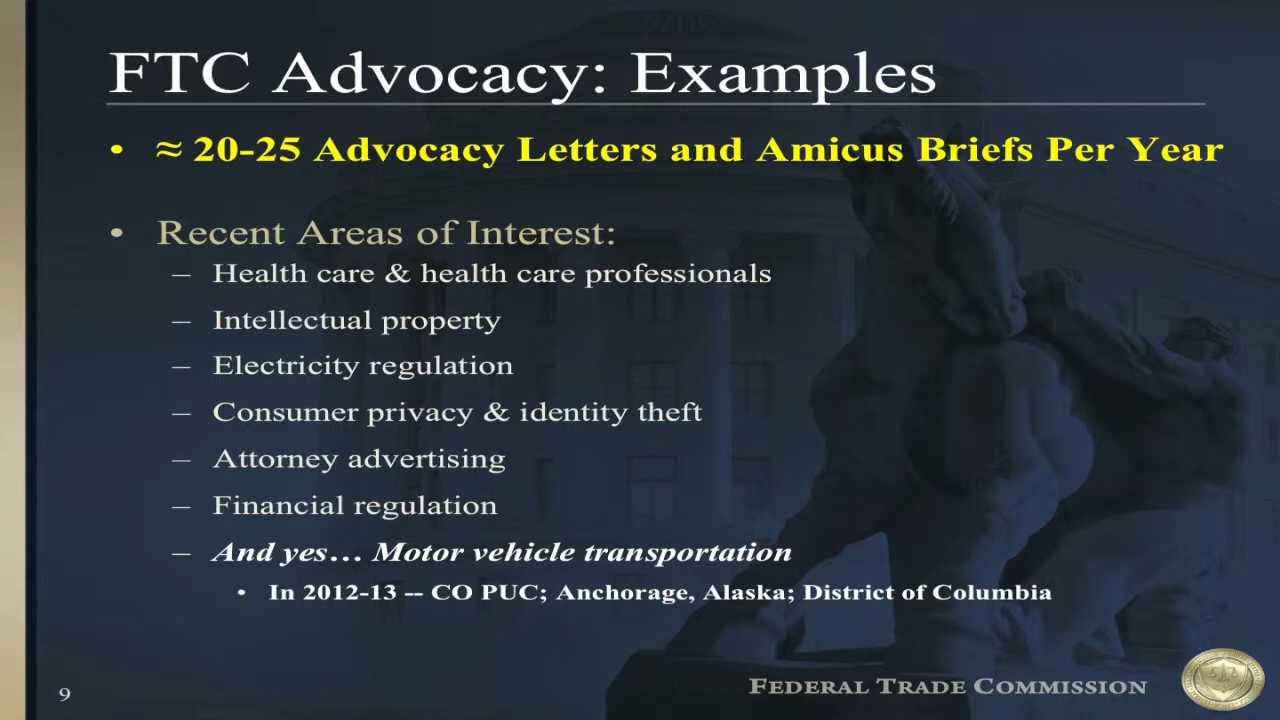 FTC Advocacy: Examples
• ≈ 20-25 Advocacy Letters and Amicus Briefs Per Year
• Recent Areas of Interest:
– Health care & health care professionals
– Intellectual property
– Electricity regulation
– Consumer privacy & identity theft
– Attorney advertising
– Financial regulation
– And yes… Motor vehicle transportation
• In 2012-13 -- CO PUC; Anchorage, Alaska; District of Columbia
9
FEDERAL TRADE COMMISSION